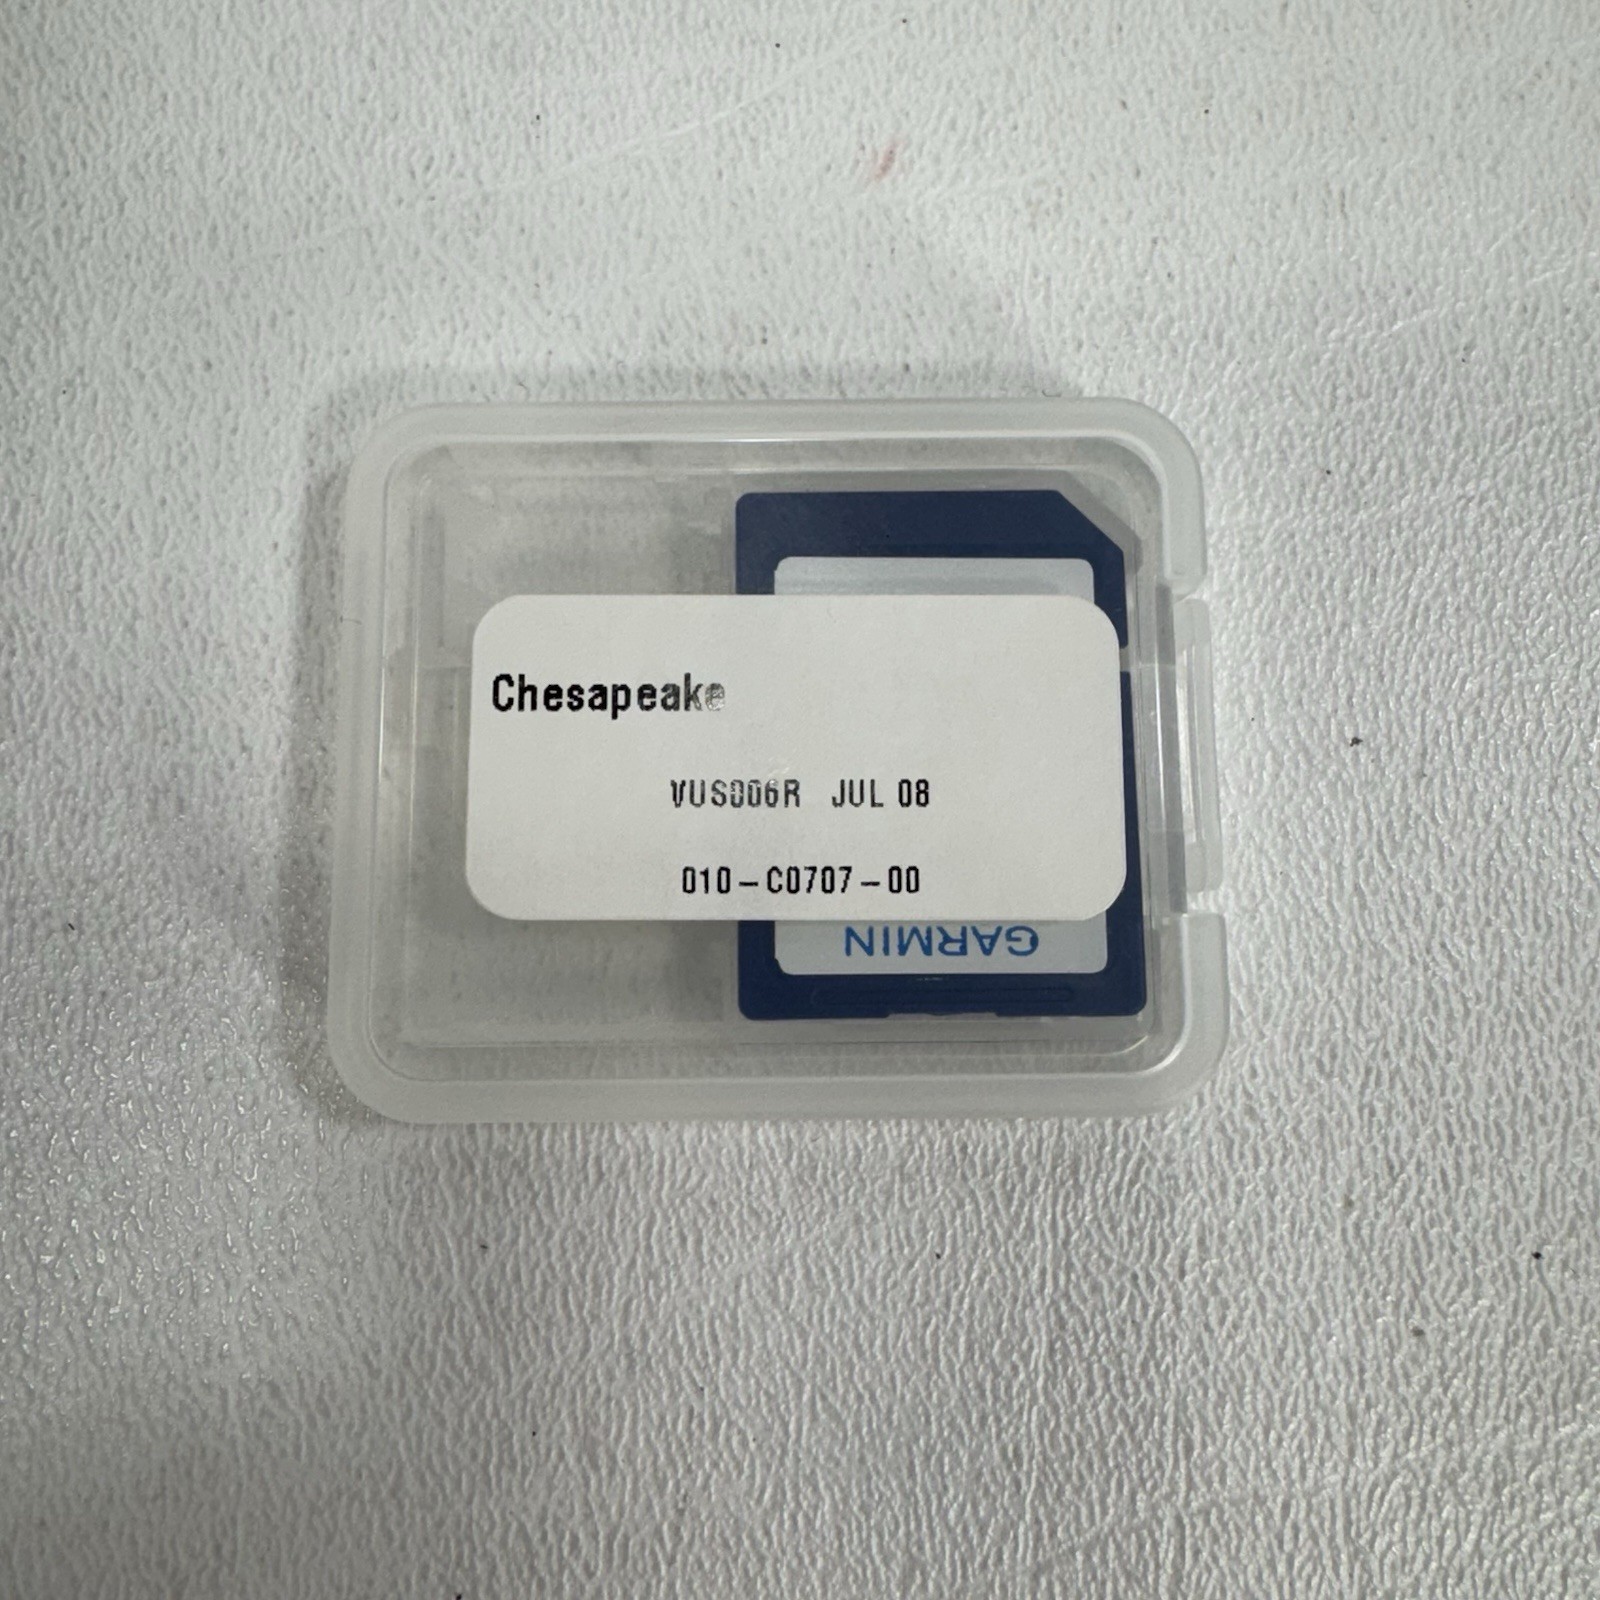 Chesapeake
VUS006R JUL 08
010-C0707-00
GARMIN